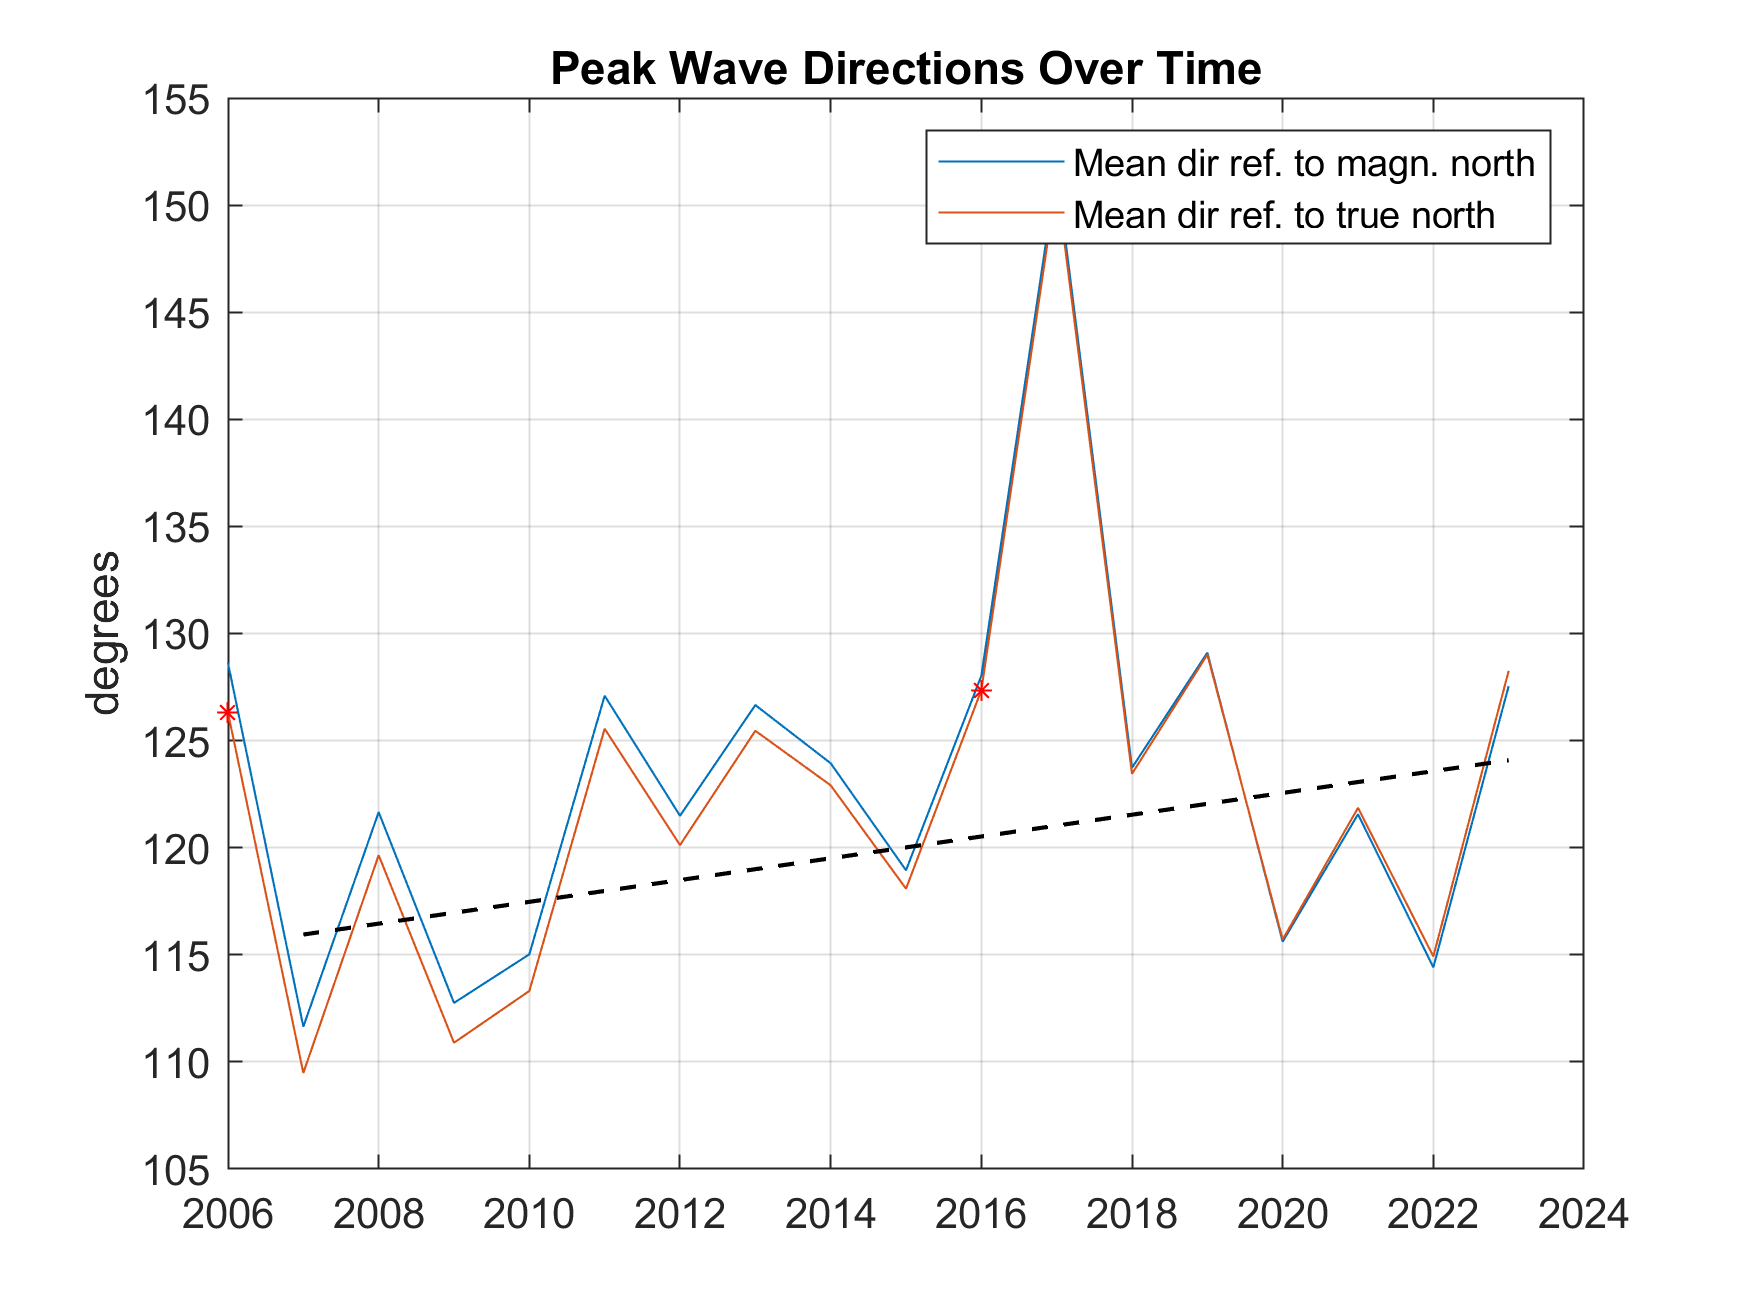 Peak Wave Directions Over Time
155
150
145
140
135
130
125
120
115
110
105
degrees
Mean dir ref. to magn. north
Mean dir ref. to true north
2006 2008 2010 2012 2014 2016 2018 2020 2022 2024